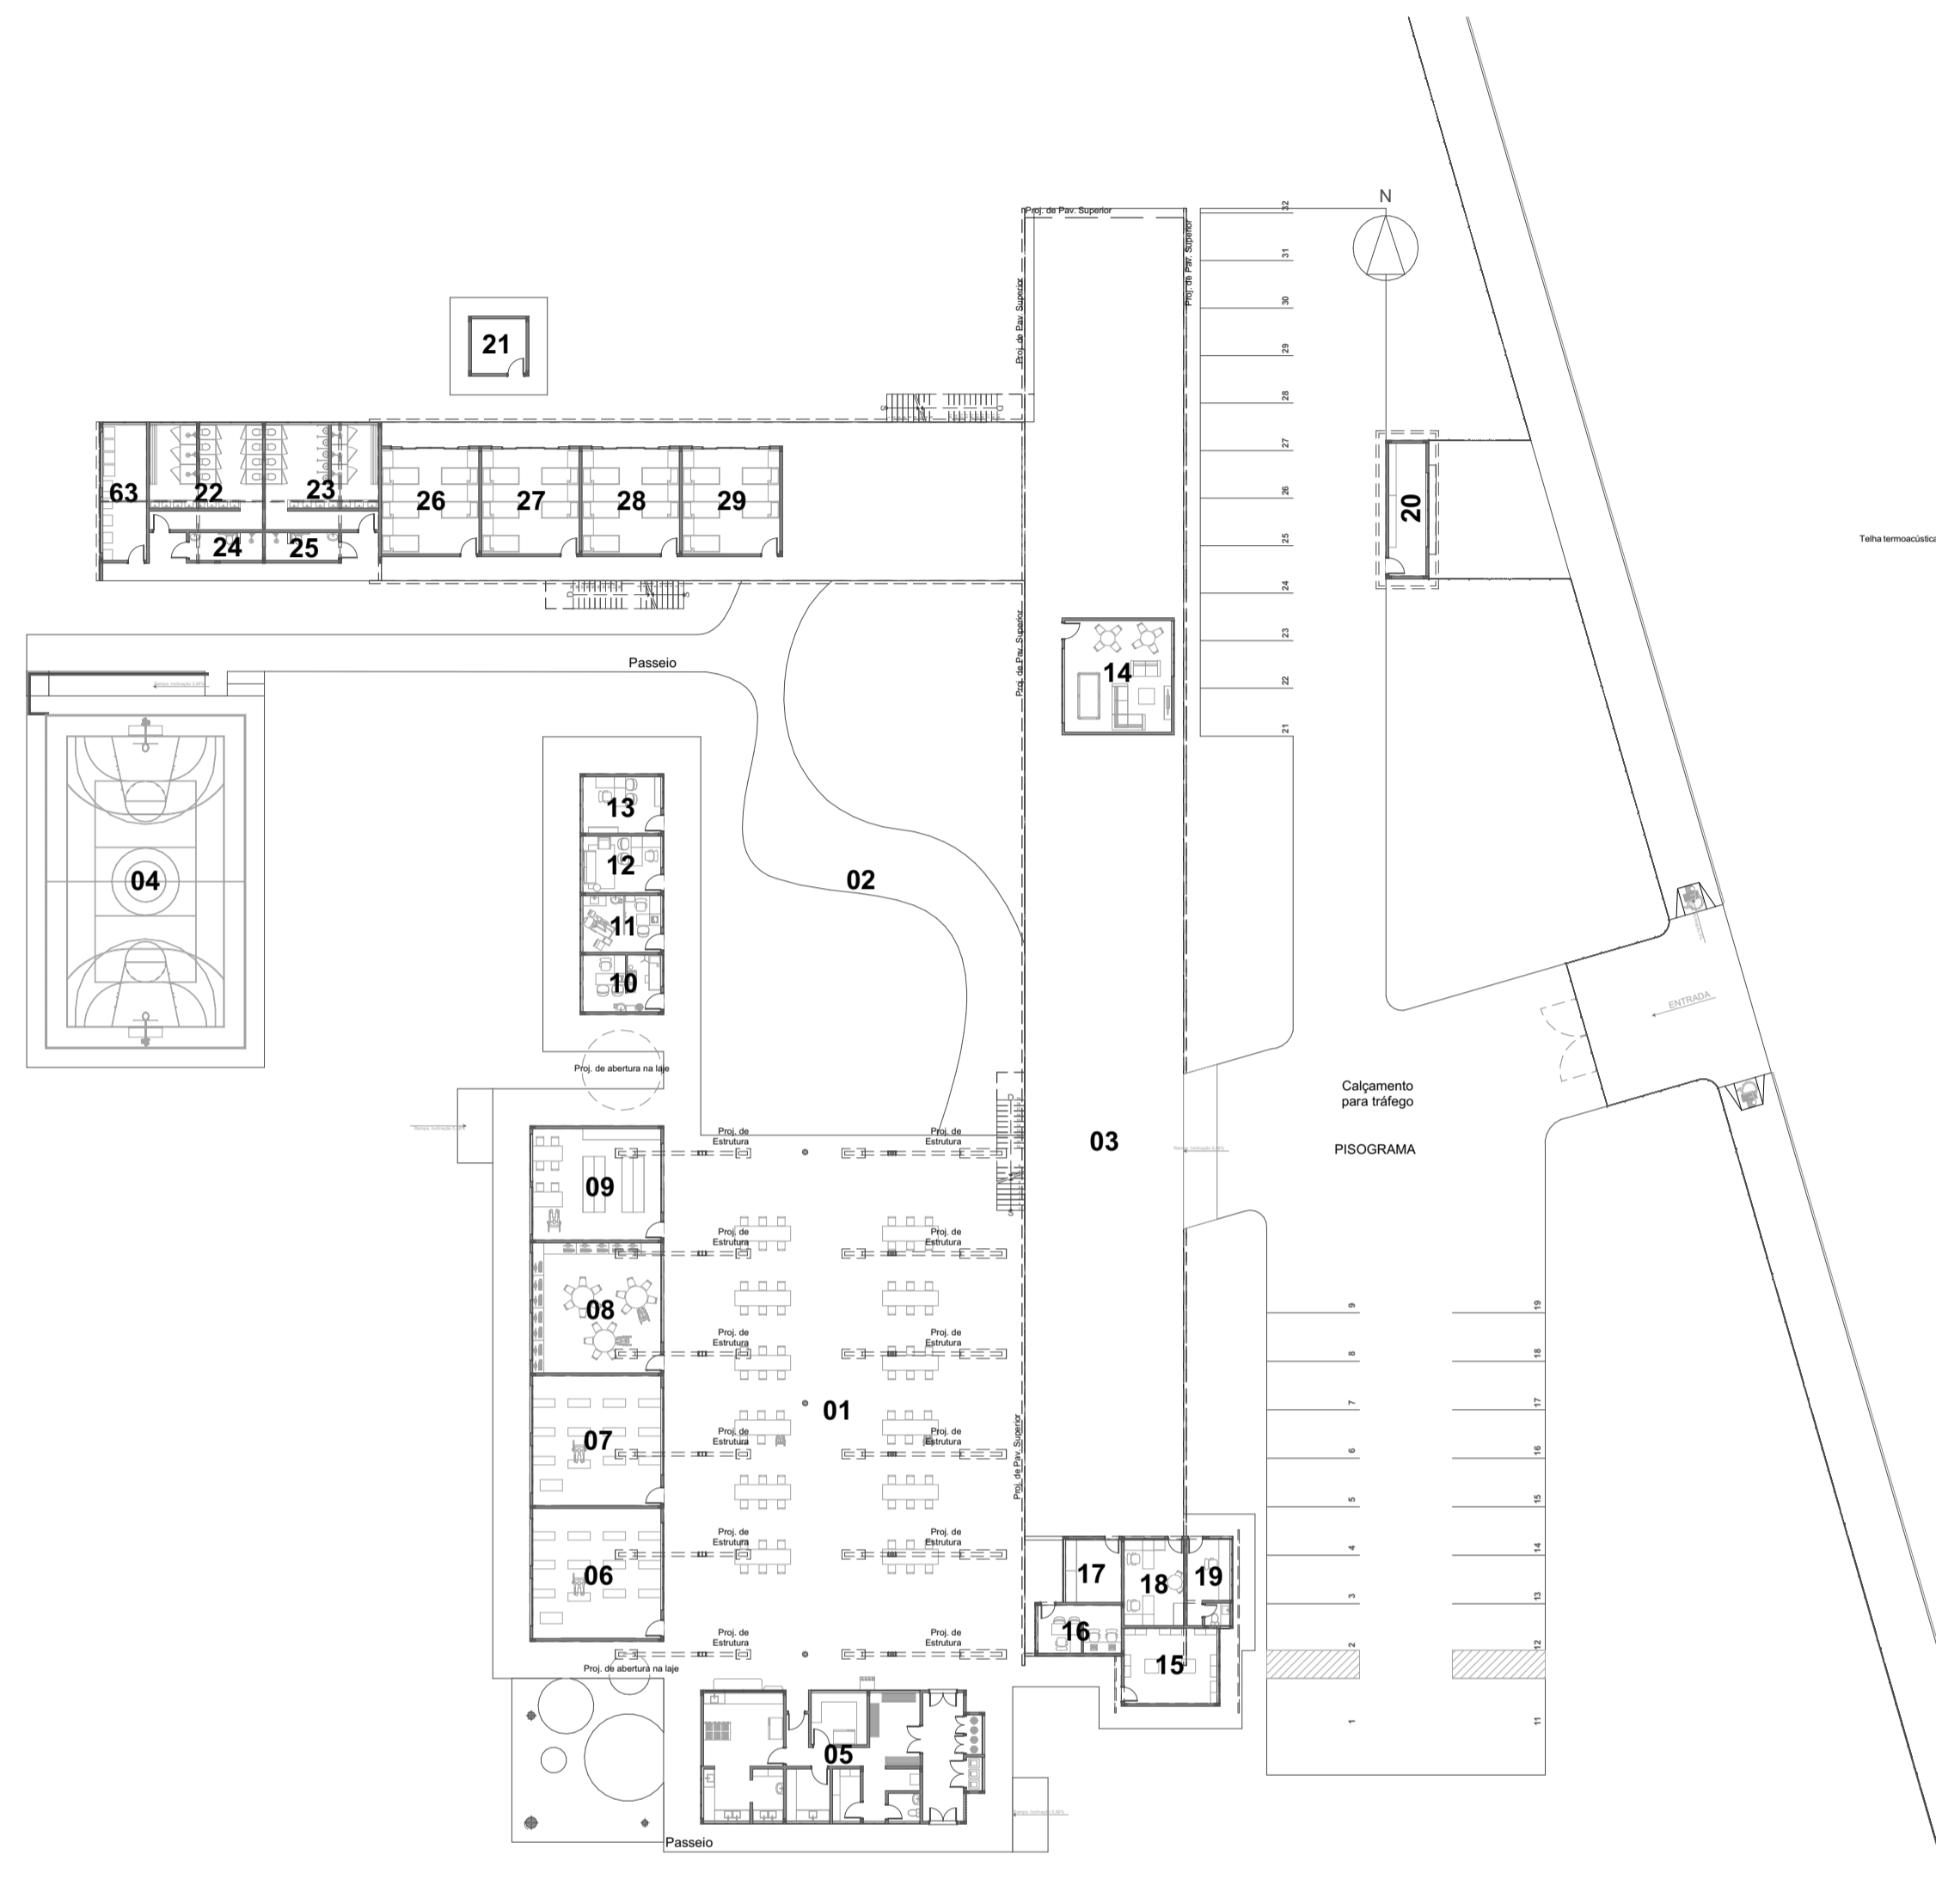 N
Proj. de Pav. Superior
Proj. de Pav. Superior
Proj. de Pav. Superior
32
31
30
29
28
27
26
25
24
23
22
21
21
63
22
23
24
25
26
27
28
29
S
D
D
S
20
Telha termoacústica
Proj. de Pav. Superior
14
Passeio
04
13
12
11
10
02
Proj. de abertura na laje
ENTRADA
Calçamento
para tráfego
PISOGRAMA
03
D
S
Proj. de
Estrutura
Proj. de
Estrutura
09
Proj. de
Estrutura
Proj. de
Estrutura
08
Proj. de
Estrutura
Proj. de
Estrutura
01
07
Proj. de
Estrutura
Proj. de
Estrutura
Proj. de Pav. Superior
06
Proj. de
Estrutura
Proj. de
Estrutura
Proj. de
Estrutura
Proj. de
Estrutura
Proj. de abertura na laje
17
18
19
16
15
05
Passeio
9
8
7
6
5
4
3
2
1
19
18
17
16
15
14
13
12
11